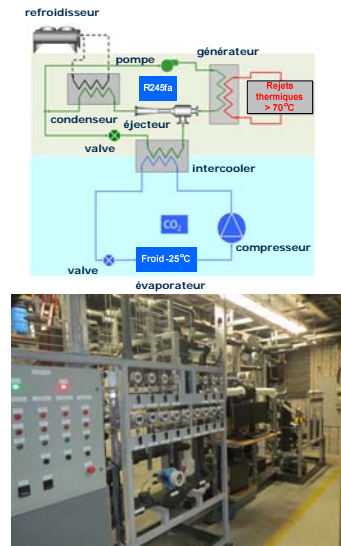 refroidisseur
générateur
pompe
R245fa
Rejets
thermiques
> 70°C
condenseur
éjecteur
valve
intercooler
CO₂
compresseur
valve
Froid -25°C
évaporateur